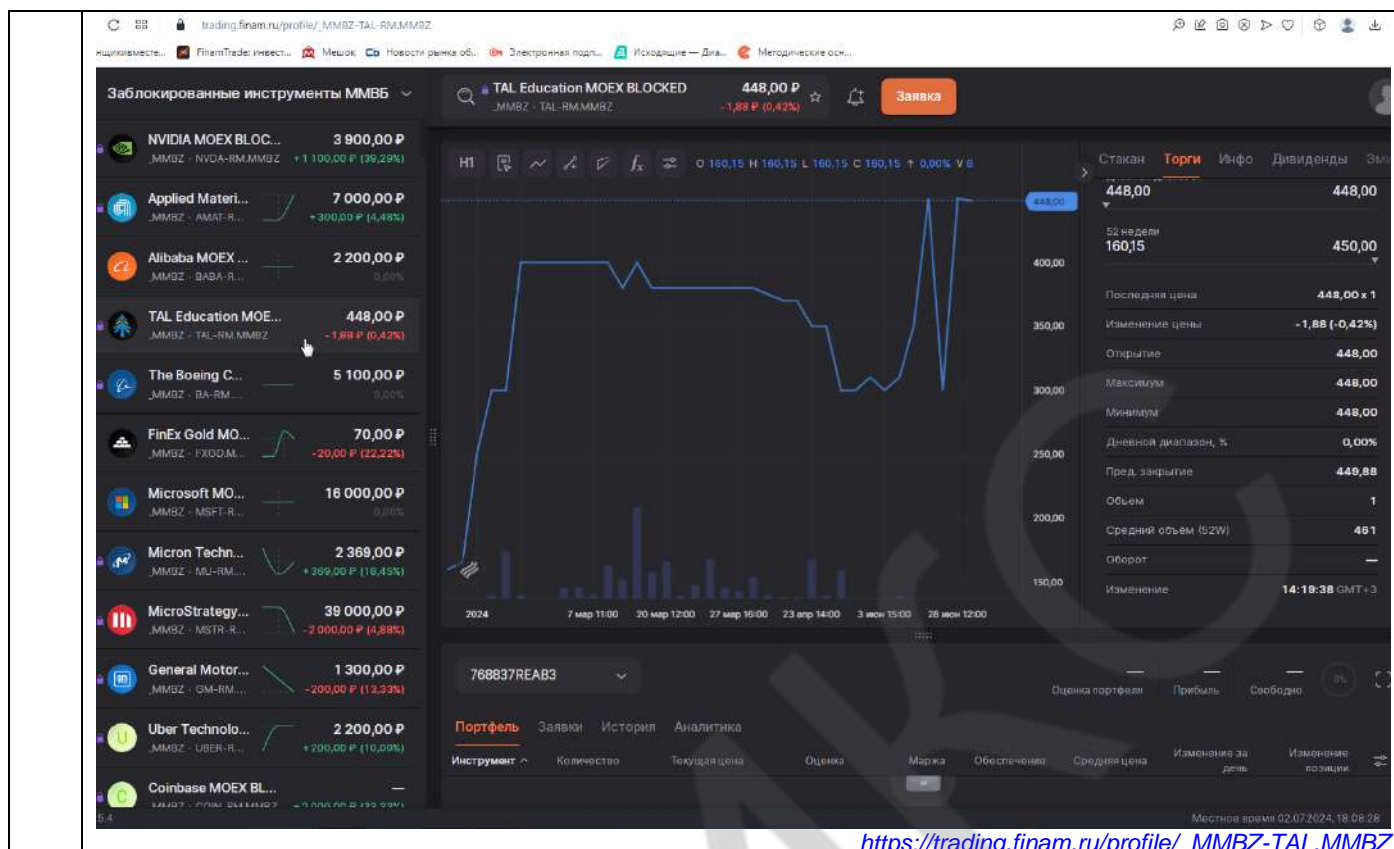 trading.finam.ru/profile/_MMBZ-TAL-RM.MMBZ
нщикивместе... FinamTrade: инвест... Мешок Cb Новости рынка об... Электронная подп... Исходящие — Диа... Методические осн...
Заблокированные инструменты ММВБ
TAL Education MOEX BLOCKED 448,00 ₽
_MMBZ - TAL-RM.MMBZ -1,88 ₽ (0,42%)
Заявка
NVIDIA MOEX BLOC... 3 900,00 ₽
_MMBZ - NVDA-RM.MMBZ +1 100,00 ₽ (39,29%)
Applied Materi... 7 000,00 ₽
_MMBZ - AMAT-R... +300,00 ₽ (4,48%)
Alibaba MOEX ... 2 200,00 ₽
_MMBZ - BABA-R... 0,00%
TAL Education MOE... 448,00 ₽
_MMBZ - TAL-RM.MMBZ -1,88 ₽ (0,42%)
The Boeing C... 5 100,00 ₽
_MMBZ - BA-RM.... 0,00%
FinEx Gold MO... 70,00 ₽
_MMBZ - FXGD.M... -20,00 ₽ (22,22%)
Microsoft MO... 16 000,00 ₽
_MMBZ - MSFT-R... 0,00%
Micron Techn... 2 369,00 ₽
_MMBZ - MU-RM.... +369,00 ₽ (18,45%)
MicroStrategy... 39 000,00 ₽
_MMBZ - MSTR-R... -2 000,00 ₽ (4,88%)
General Motor... 1 300,00 ₽
_MMBZ - GM-RM.... -200,00 ₽ (13,33%)
Uber Technolo... 2 200,00 ₽
_MMBZ - UBER-R... +200,00 ₽ (10,00%)
Coinbase MOEX BL... —
H1 O 160,15 H 160,15 L 160,15 C 160,15 0,00% V 6
448,00
400,00
350,00
300,00
250,00
200,00
150,00
2024 7 мар 11:00 20 мар 12:00 27 мар 16:00 23 апр 14:00 3 июн 15:00 28 июн 12:00
Стакан Торги Инфо Дивиденды
448,00 448,00
52 недели
160,15 450,00
Последняя цена 448,00 x 1
Изменение цены -1,88 (-0,42%)
Открытие 448,00
Максимум 448,00
Минимум 448,00
Дневной диапазон, % 0,00%
Пред. закрытие 449,88
Объем 1
Средний объем (52W) 461
Оборот —
Изменение 14:19:38 GMT+3
768837REAB3
Оценка портфеля Прибыль Свободно 0%
Портфель Заявки История Аналитика
Инструмент Количество Текущая цена Оценка Маржа Обеспечение Средняя цена Изменение за день Изменение позиции
5.4 Местное время 02.07.2024, 18:08:28
https://trading.finam.ru/profile/_MMBZ-TAL.MMBZ